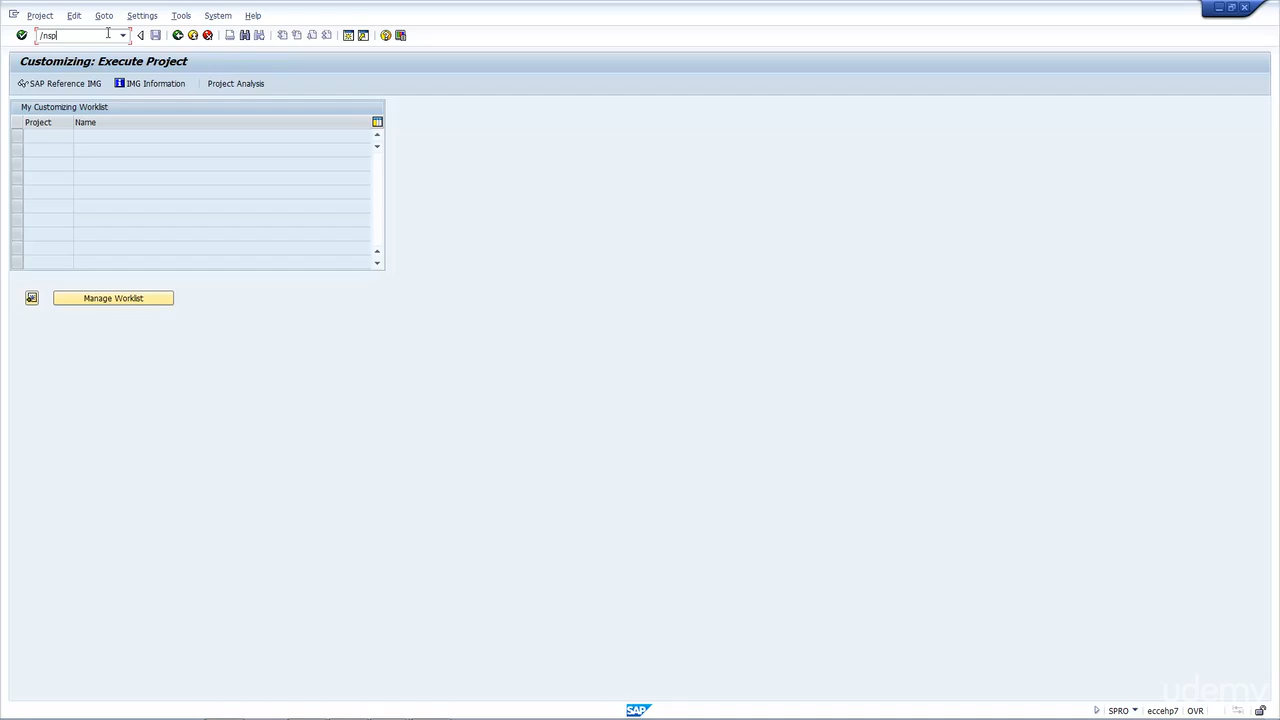 Project Edit Goto Settings Tools System Help
/nsp
Customizing: Execute Project
SAP Reference IMG IMG Information Project Analysis
My Customizing Worklist
Project Name
Manage Worklist
udemy
SAP SPRO eccehp7 OVR